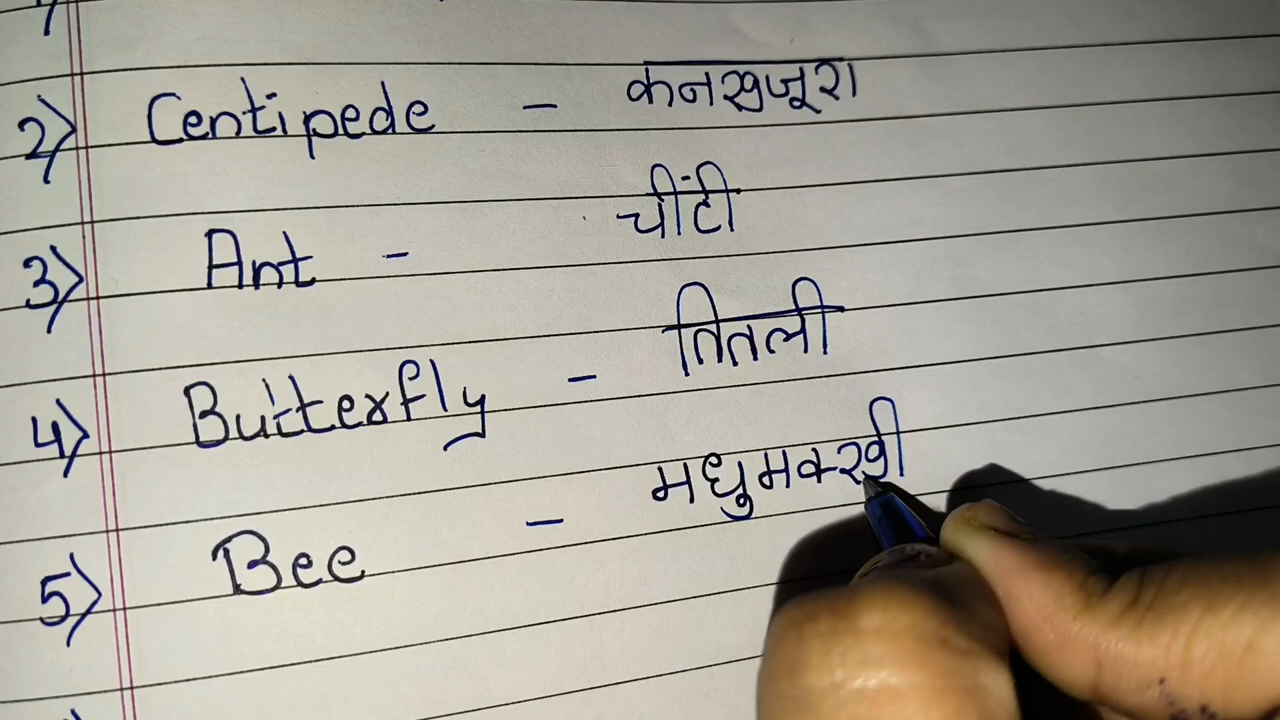 2) Centipede - कनखजूरा
3) Ant - चींटी
4) Butterfly - तितली
5) Bee - मधुमक्खी